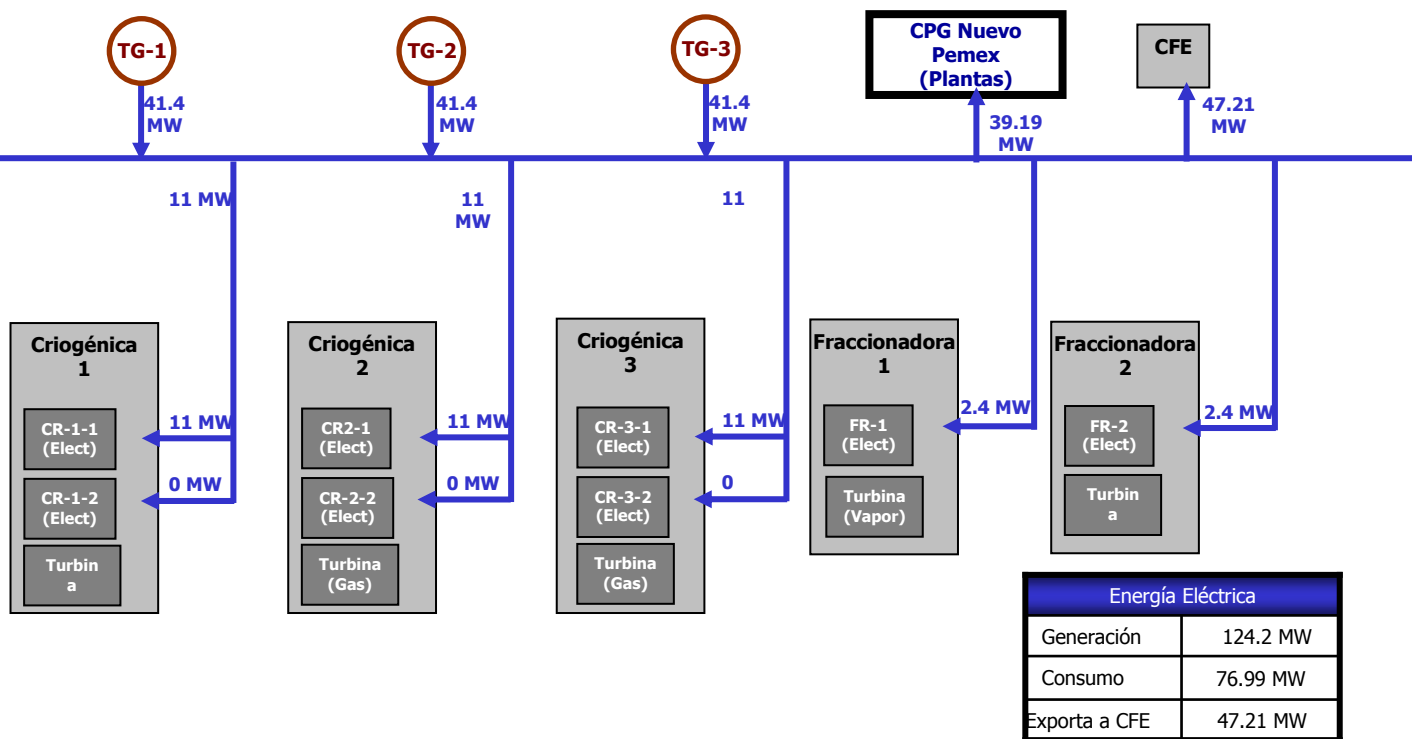 TG-1
TG-2
TG-3
CPG Nuevo
Pemex
(Plantas)
CFE
41.4
MW
41.4
MW
41.4
MW
39.19
MW
47.21
MW
11 MW
11
MW
11
Criogénica
1
CR-1-1
(Elect)
CR-1-2
(Elect)
Turbin
a
11 MW
0 MW
Criogénica
2
CR2-1
(Elect)
CR-2-2
(Elect)
Turbina
(Gas)
11 MW
0 MW
Criogénica
3
CR-3-1
(Elect)
CR-3-2
(Elect)
Turbina
(Gas)
11 MW
0
Fraccionadora
1
FR-1
(Elect)
Turbina
(Vapor)
2.4 MW
Fraccionadora
2
FR-2
(Elect)
Turbin
a
2.4 MW
Energía Eléctrica
Generación 124.2 MW
Consumo 76.99 MW
Exporta a CFE 47.21 MW